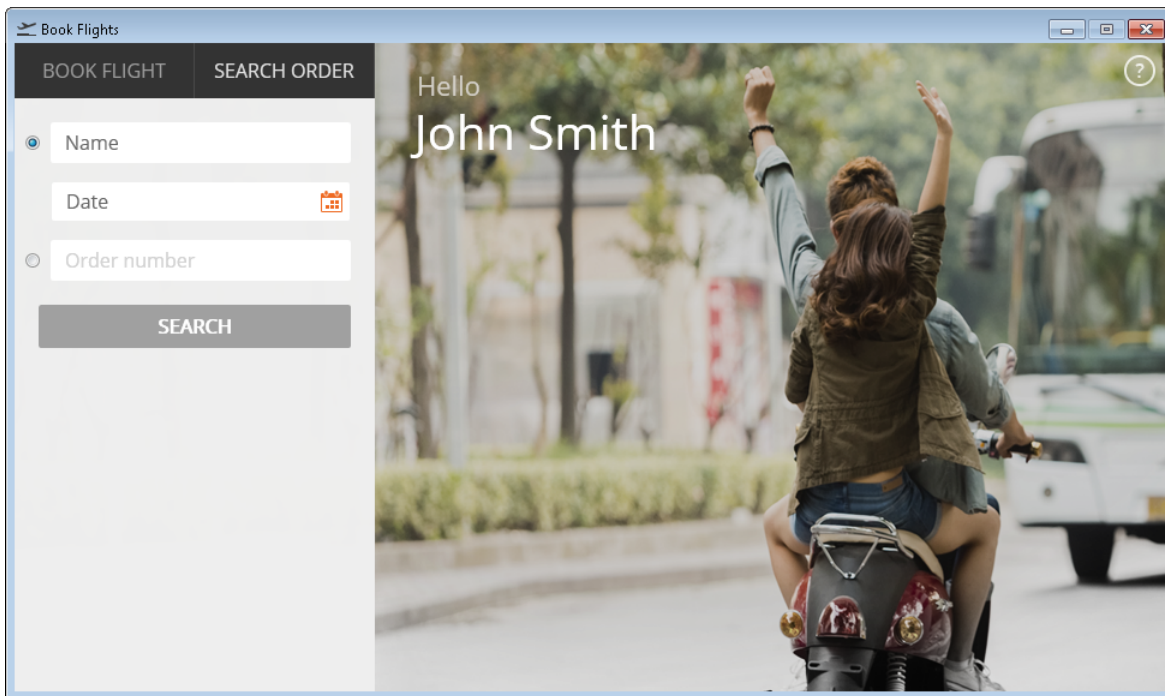 Book Flights
BOOK FLIGHT
SEARCH ORDER
Hello
John Smith
?
Name
Date
Order number
SEARCH